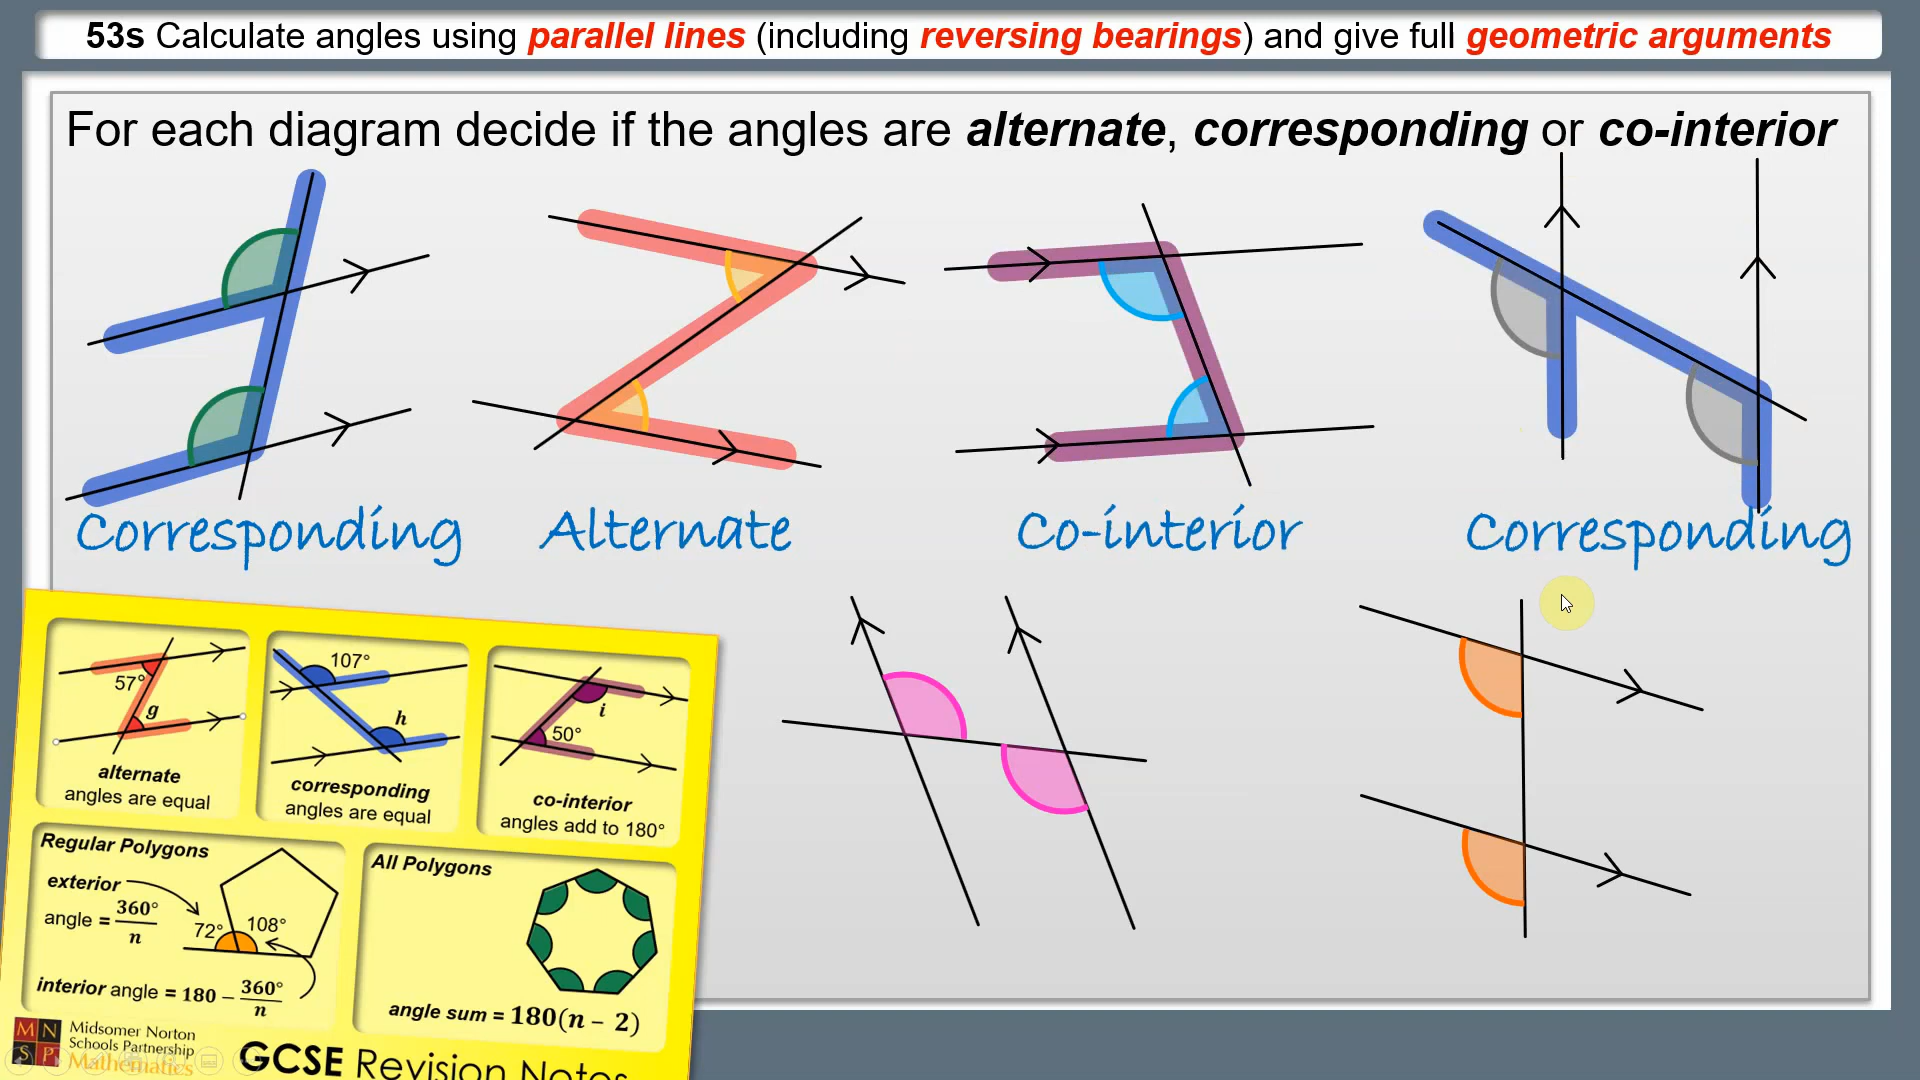 53s Calculate angles using parallel lines (including reversing bearings) and give full geometric arguments
For each diagram decide if the angles are alternate, corresponding or co-interior
Corresponding
Alternate
Co-interior
Corresponding
57°
g
alternate
angles are equal
107°
h
corresponding
angles are equal
i
50°
co-interior
angles add to 180°
Regular Polygons
exterior
angle = 360°/n
72° 108°
interior angle = 180 – 360°/n
All Polygons
angle sum = 180(n – 2)
MN
SP
Midsomer Norton
Schools Partnership
Mathematics
GCSE Revision Notes